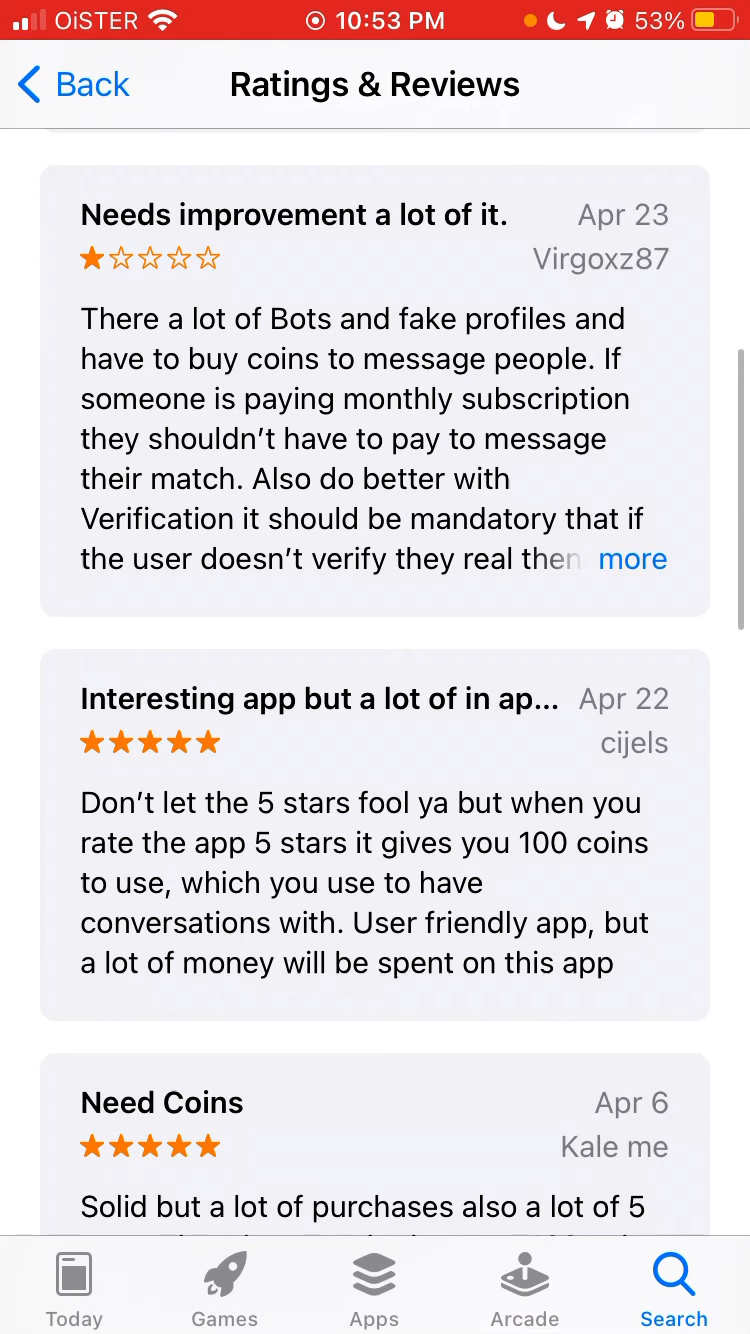 OiSTER 10:53 PM 53%
Back Ratings & Reviews
Needs improvement a lot of it. Apr 23
Virgoxz87
There a lot of Bots and fake profiles and
have to buy coins to message people. If
someone is paying monthly subscription
they shouldn’t have to pay to message
their match. Also do better with
Verification it should be mandatory that if
the user doesn’t verify they real then more
Interesting app but a lot of in ap... Apr 22
cijels
Don’t let the 5 stars fool ya but when you
rate the app 5 stars it gives you 100 coins
to use, which you use to have
conversations with. User friendly app, but
a lot of money will be spent on this app
Need Coins Apr 6
Kale me
Solid but a lot of purchases also a lot of 5
Today Games Apps Arcade Search